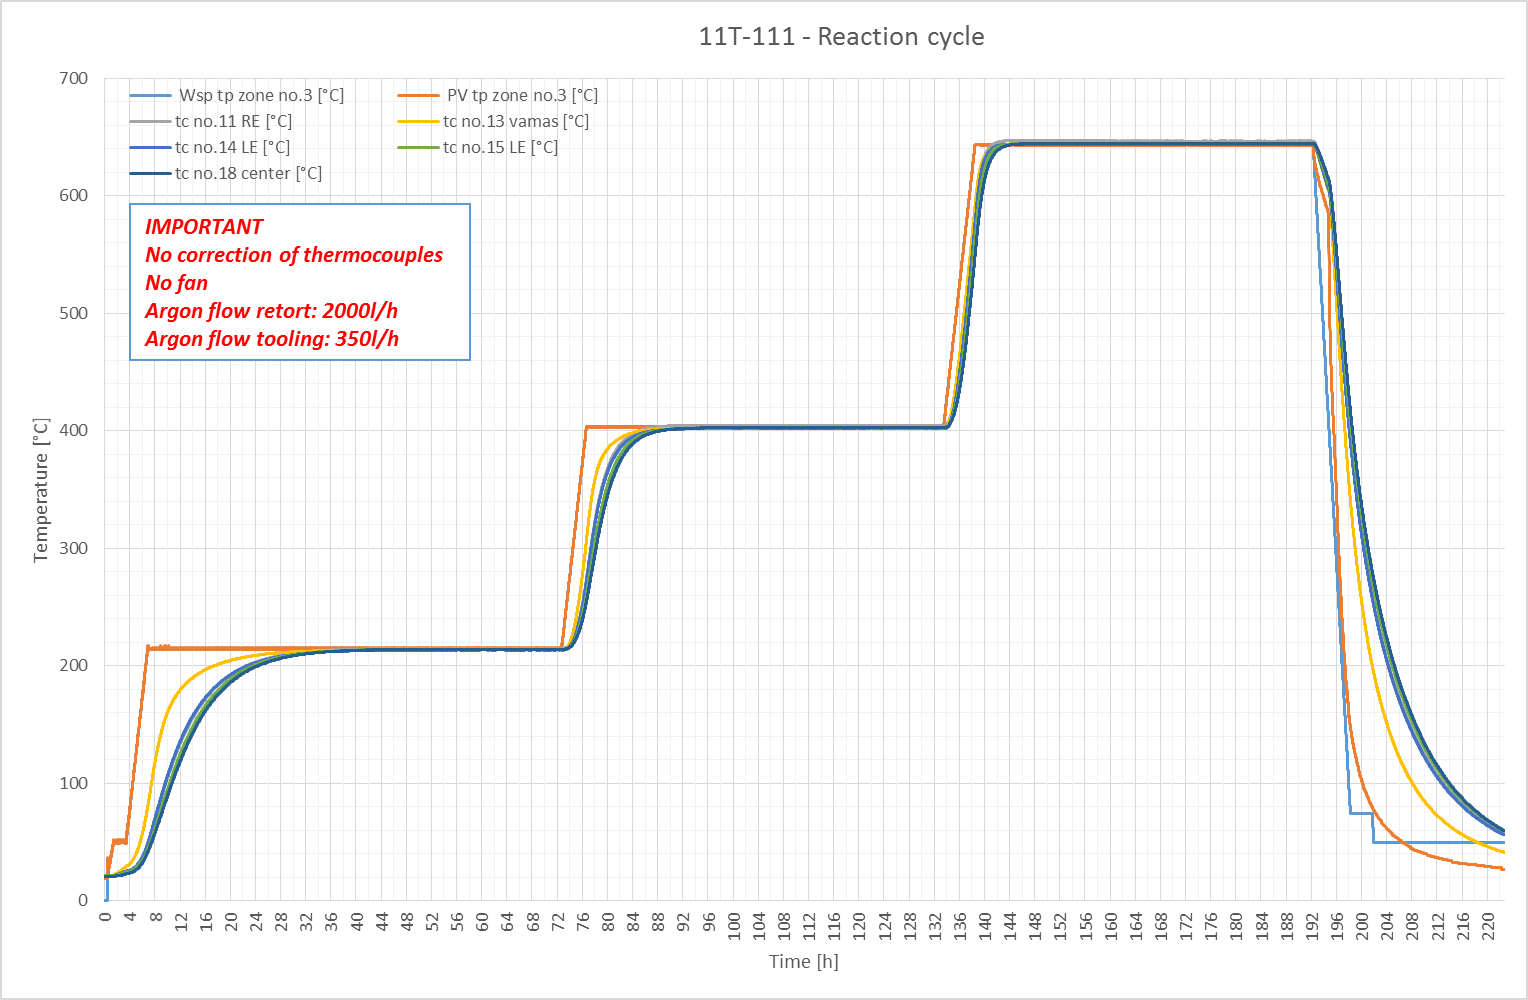 11T-111 - Reaction cycle
700
600
500
400
300
200
100
0
Temperature [°C]
Wsp tp zone no.3 [°C]
PV tp zone no.3 [°C]
tc no.11 RE [°C]
tc no.13 vamas [°C]
tc no.14 LE [°C]
tc no.15 LE [°C]
tc no.18 center [°C]
IMPORTANT
No correction of thermocouples
No fan
Argon flow retort: 2000l/h
Argon flow tooling: 350l/h
0 4 8 12 16 20 24 28 32 36 40 44 48 52 56 60 64 68 72 76 80 84 88 92 96 100 104 108 112 116 120 124 128 132 136 140 144 148 152 156 160 164 168 172 176 180 184 188 192 196 200 204 208 212 216 220
Time [h]